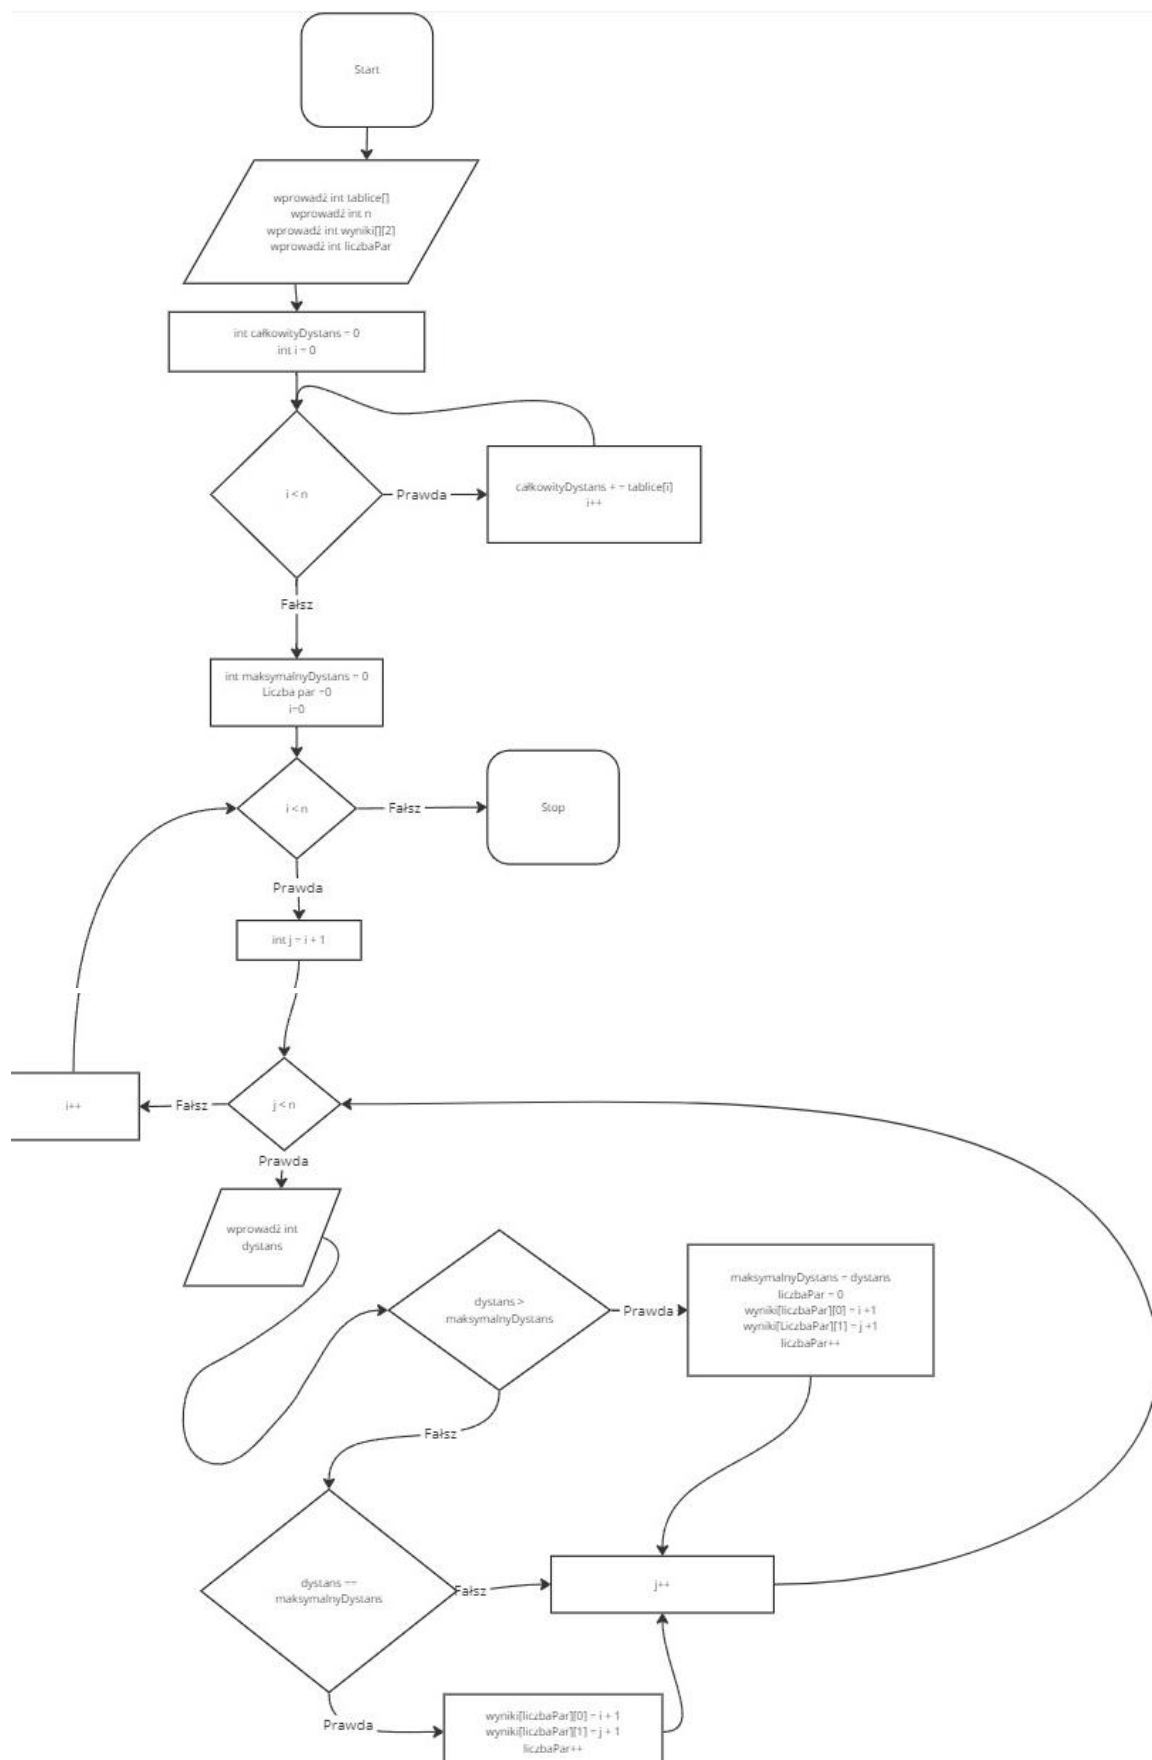 Start
wprowadź int tablice[]
wprowadź int n
wprowadź int wyniki[][2]
wprowadź int liczbaPar
int całkowityDystans = 0
int i = 0
i < n
Prawda
całkowityDystans + = tablice[i]
i++
Fałsz
int maksymalnyDystans = 0
Liczba par =0
i=0
i < n
Fałsz
Stop
Prawda
int j = i + 1
i++
Fałsz
j < n
Prawda
wprowadź int
dystans
dystans >
maksymalnyDystans
Prawda
maksymalnyDystans = dystans
liczbaPar = 0
wyniki[liczbaPar][0] = i +1
wyniki[LiczbaPar][1] = j +1
liczbaPar++
Fałsz
dystans ==
maksymalnyDystans
Fałsz
j++
Prawda
wyniki[liczbaPar][0] = i + 1
wyniki[liczbaPar][1] = j + 1
liczbaPar++